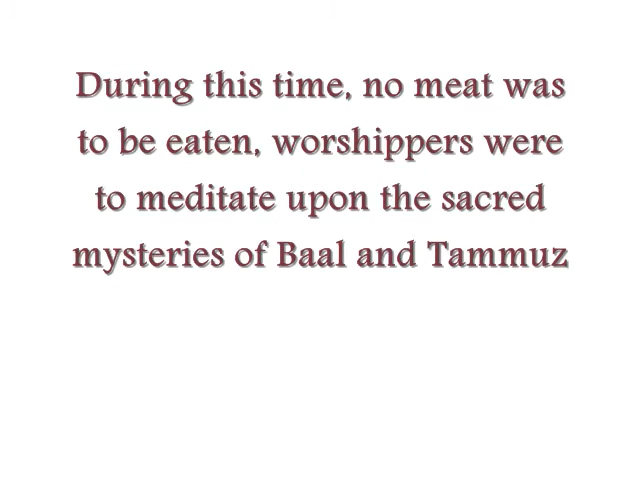 During this time, no meat was
to be eaten, worshippers were
to meditate upon the sacred
mysteries of Baal and Tammuz